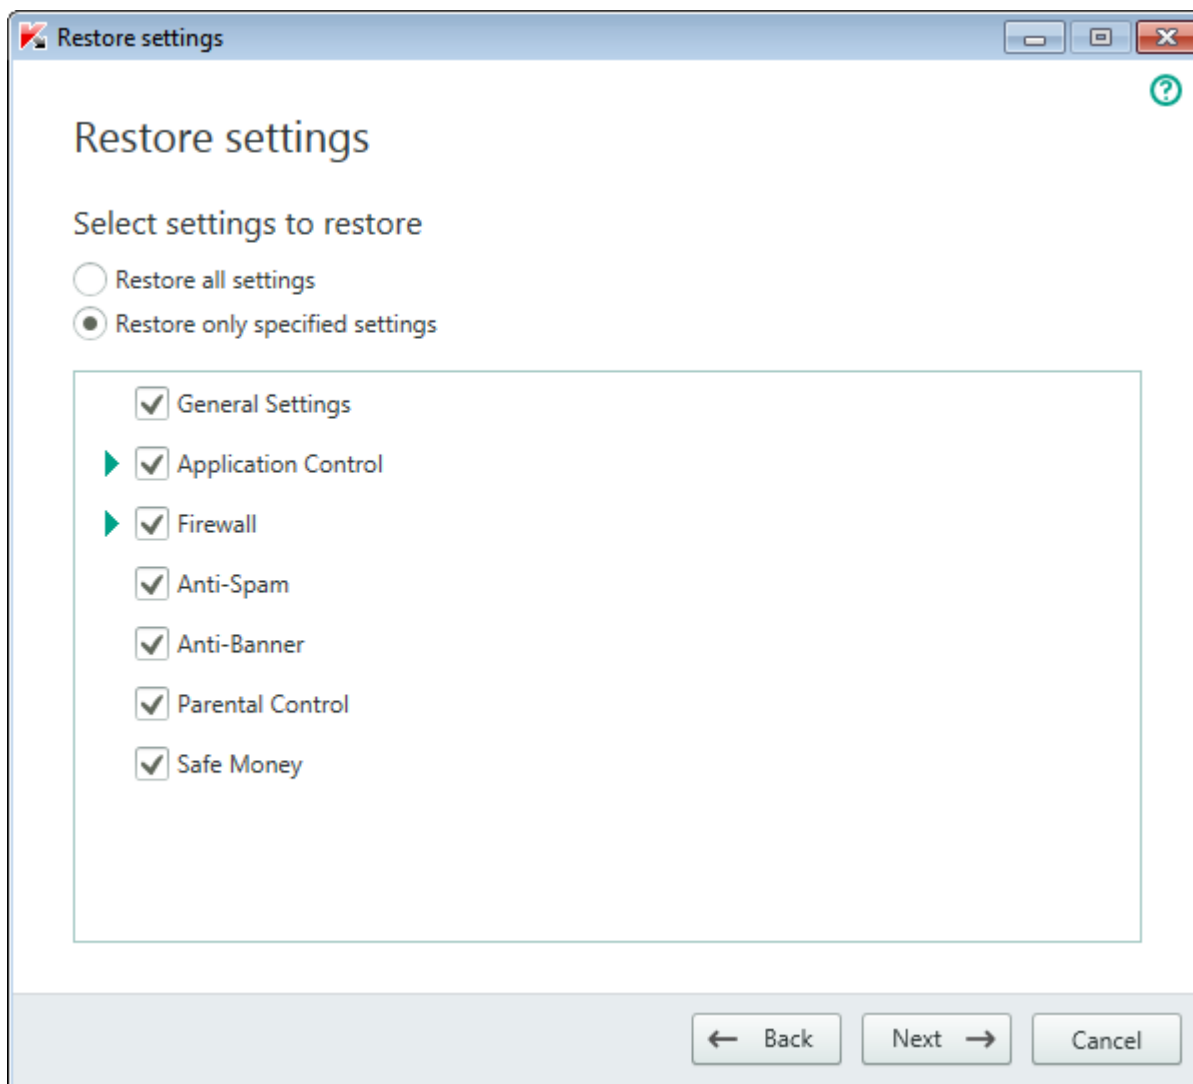 Restore settings
Restore settings
Select settings to restore
Restore all settings
Restore only specified settings
General Settings
Application Control
Firewall
Anti-Spam
Anti-Banner
Parental Control
Safe Money
Back
Next
Cancel